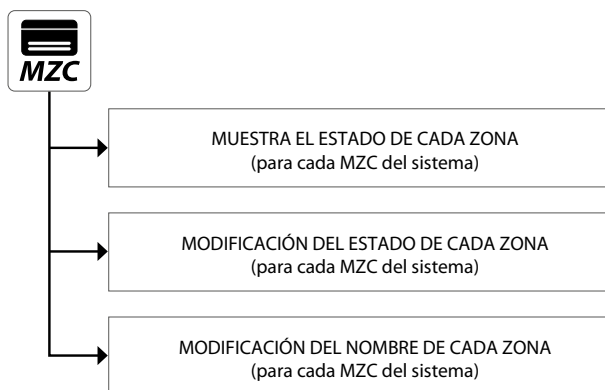 MZC
MUESTRA EL ESTADO DE CADA ZONA
(para cada MZC del sistema)
MODIFICACIÓN DEL ESTADO DE CADA ZONA
(para cada MZC del sistema)
MODIFICACIÓN DEL NOMBRE DE CADA ZONA
(para cada MZC del sistema)